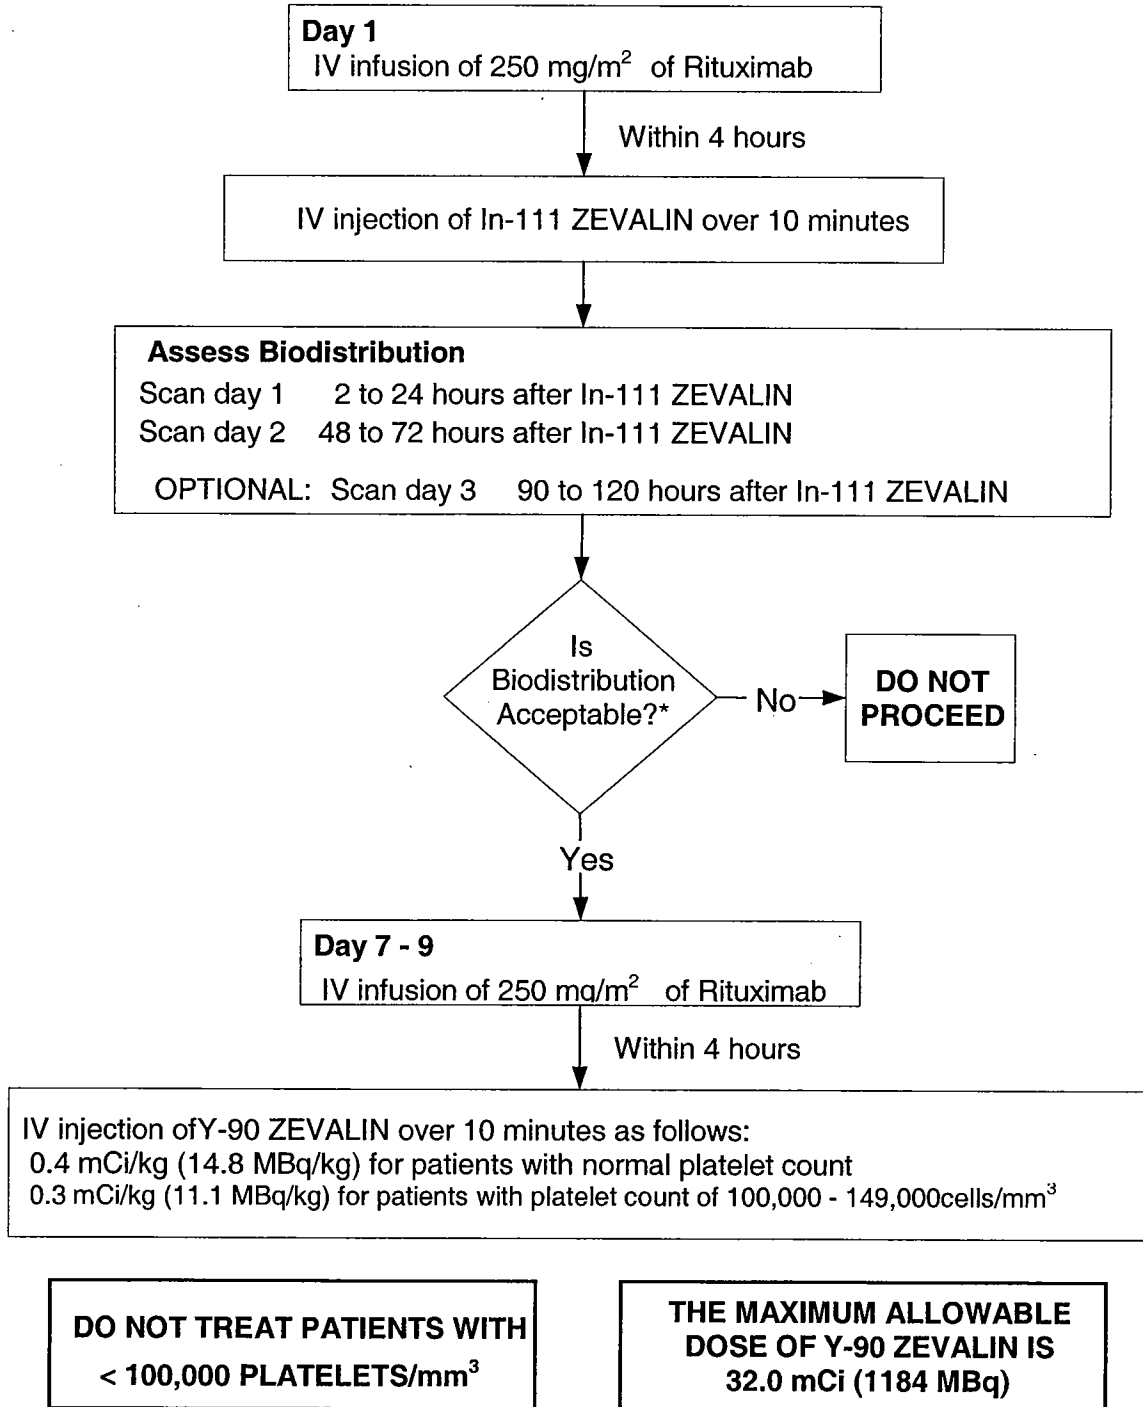 Day 1
IV infusion of 250 mg/m² of Rituximab
Within 4 hours
IV injection of In-111 ZEVALIN over 10 minutes
Assess Biodistribution
Scan day 1 2 to 24 hours after In-111 ZEVALIN
Scan day 2 48 to 72 hours after In-111 ZEVALIN
OPTIONAL: Scan day 3 90 to 120 hours after In-111 ZEVALIN
Is
Biodistribution
Acceptable?*
No
DO NOT
PROCEED
Yes
Day 7 - 9
IV infusion of 250 mg/m² of Rituximab
Within 4 hours
IV injection ofY-90 ZEVALIN over 10 minutes as follows:
0.4 mCi/kg (14.8 MBq/kg) for patients with normal platelet count
0.3 mCi/kg (11.1 MBq/kg) for patients with platelet count of 100,000 - 149,000cells/mm³
DO NOT TREAT PATIENTS WITH
< 100,000 PLATELETS/mm³
THE MAXIMUM ALLOWABLE
DOSE OF Y-90 ZEVALIN IS
32.0 mCi (1184 MBq)